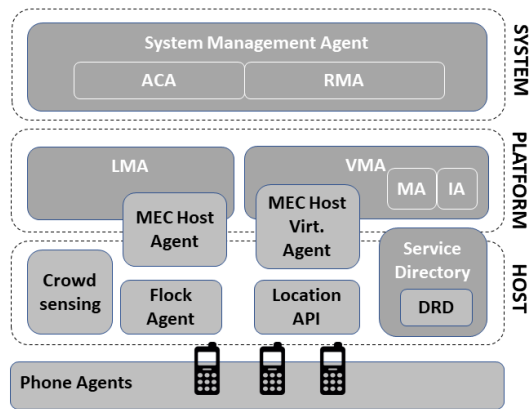 System Management Agent
ACA
RMA
SYSTEM
LMA
VMA
MA
IA
PLATFORM
MEC Host
Agent
MEC Host
Virt.
Agent
Service
Directory
DRD
Crowd
sensing
Flock
Agent
Location
API
HOST
Phone Agents